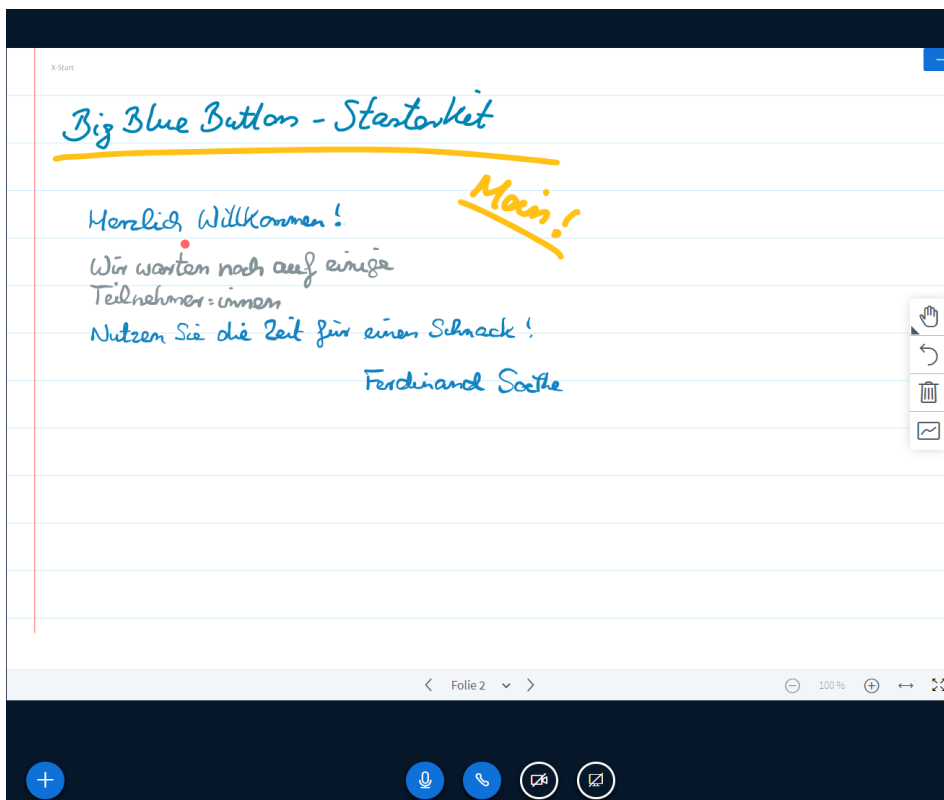 X-Start
Big Blue Button - Starterkit
Moin!
Herzlich Willkommen!
Wir warten noch auf einige
Teilnehmer:innen
Nutzen Sie die Zeit für einen Schnack!
Ferdinand Soethe
Folie 2
100 %